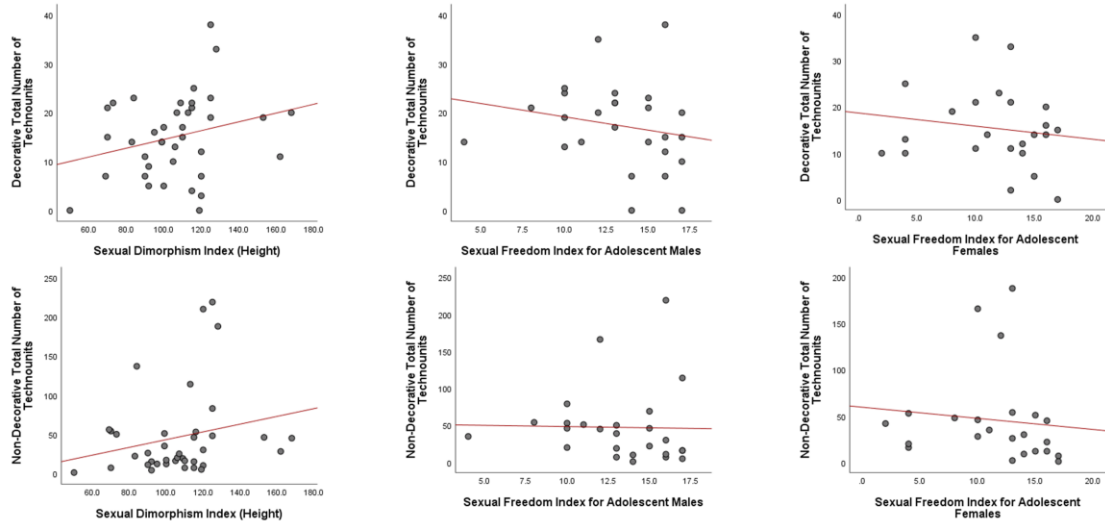 Decorative Total Number of
Technounits
40
30
20
10
0
60.0 80.0 100.0 120.0 140.0 160.0 180.0
Sexual Dimorphism Index (Height)
Decorative Total Number of
Technounits
40
30
20
10
0
5.0 7.5 10.0 12.5 15.0 17.5
Sexual Freedom Index for Adolescent Males
Decorative Total Number of
Technounits
40
30
20
10
0
.0 5.0 10.0 15.0 20.0
Sexual Freedom Index for Adolescent
Females
Non-Decorative Total Number of
Technounits
250
200
150
100
50
0
60.0 80.0 100.0 120.0 140.0 160.0 180.0
Sexual Dimorphism Index (Height)
Non-Decorative Total Number of
Technounits
250
200
150
100
50
0
5.0 7.5 10.0 12.5 15.0 17.5
Sexual Freedom Index for Adolescent Males
Non-Decorative Total Number of
Technounits
200
150
100
50
0
.0 5.0 10.0 15.0 20.0
Sexual Freedom Index for Adolescent
Females